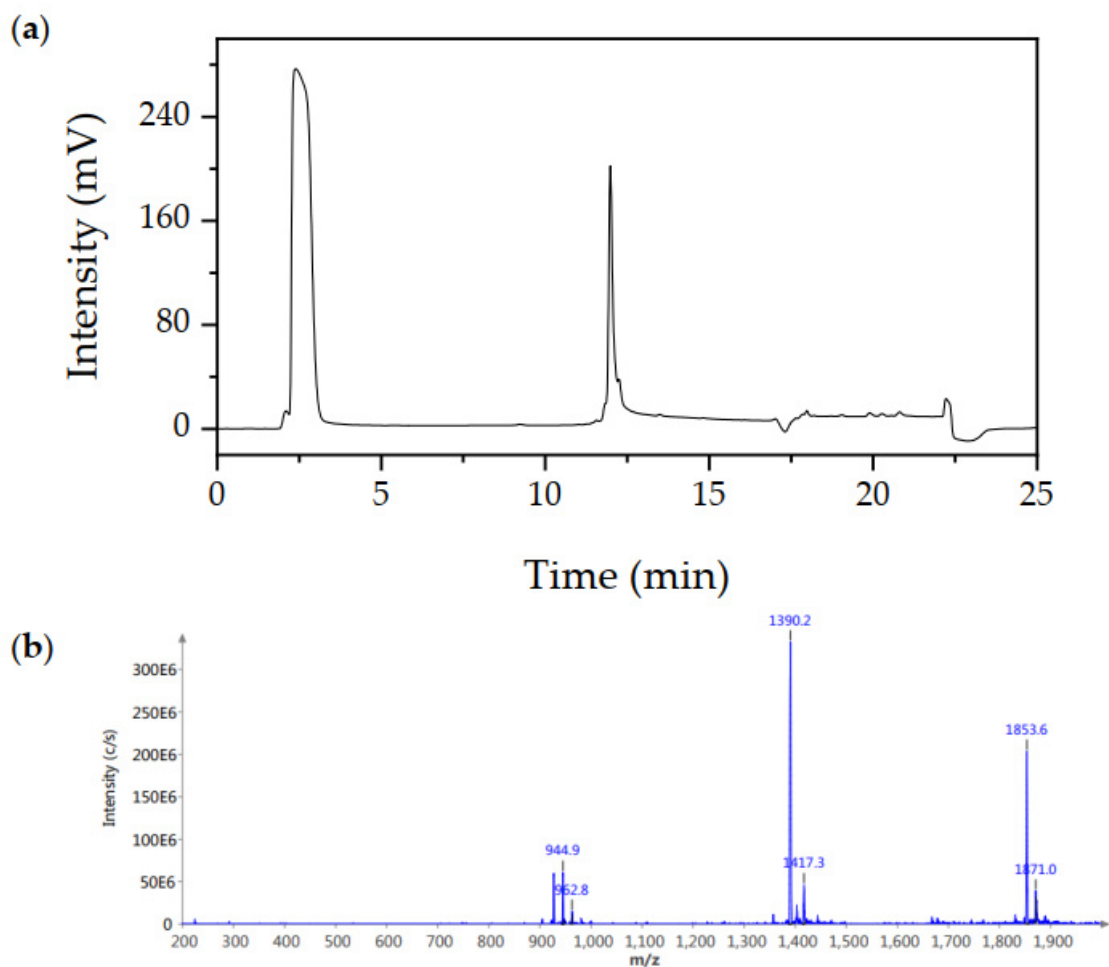 (a)
Intensity (mV)
240
160
80
0
0 5 10 15 20 25
Time (min)
(b)
Intensity (c/s)
300E6
250E6
200E6
150E6
100E6
50E6
0
1390.2
1853.6
944.9
962.8
1417.3
1871.0
200 300 400 500 600 700 800 900 1,000 1,100 1,200 1,300 1,400 1,500 1,600 1,700 1,800 1,900
m/z